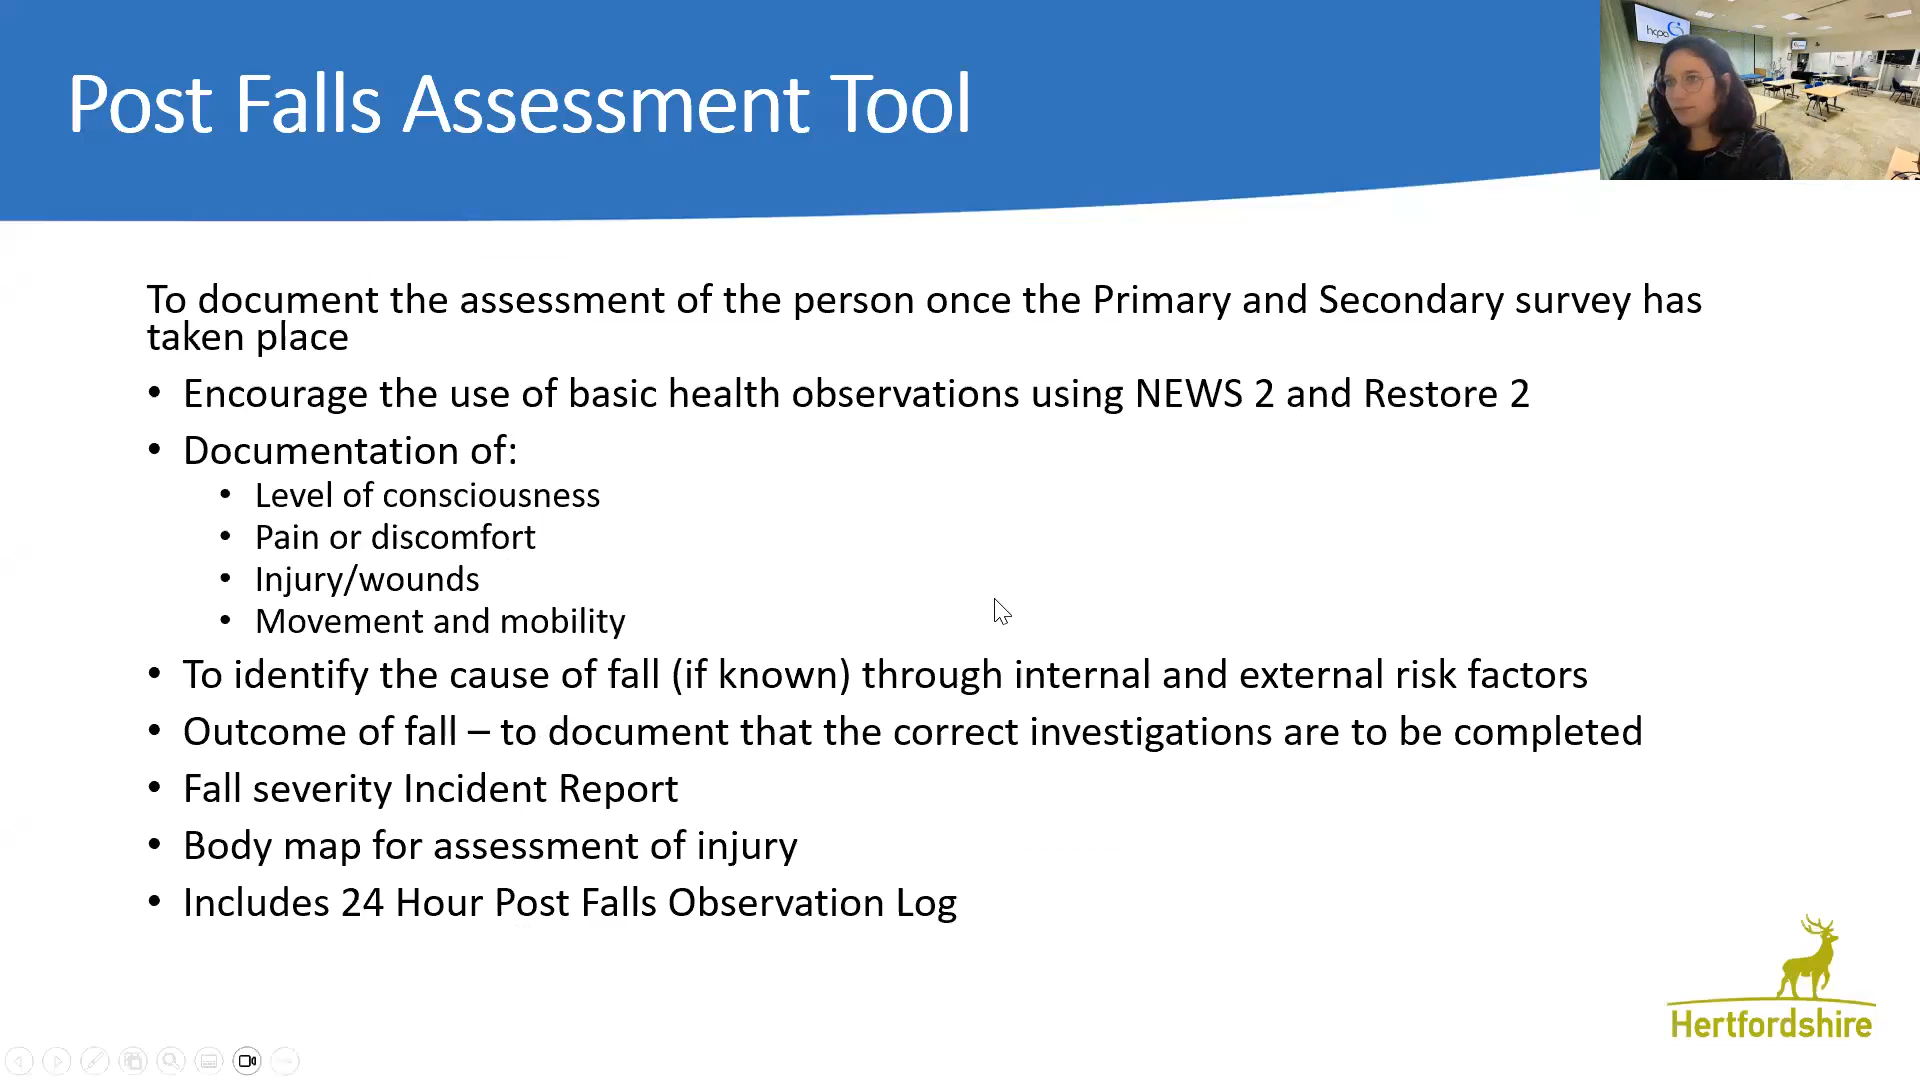 Post Falls Assessment Tool
hcpa
To document the assessment of the person once the Primary and Secondary survey has
taken place
• Encourage the use of basic health observations using NEWS 2 and Restore 2
• Documentation of:
• Level of consciousness
• Pain or discomfort
• Injury/wounds
• Movement and mobility
• To identify the cause of fall (if known) through internal and external risk factors
• Outcome of fall – to document that the correct investigations are to be completed
• Fall severity Incident Report
• Body map for assessment of injury
• Includes 24 Hour Post Falls Observation Log
Hertfordshire